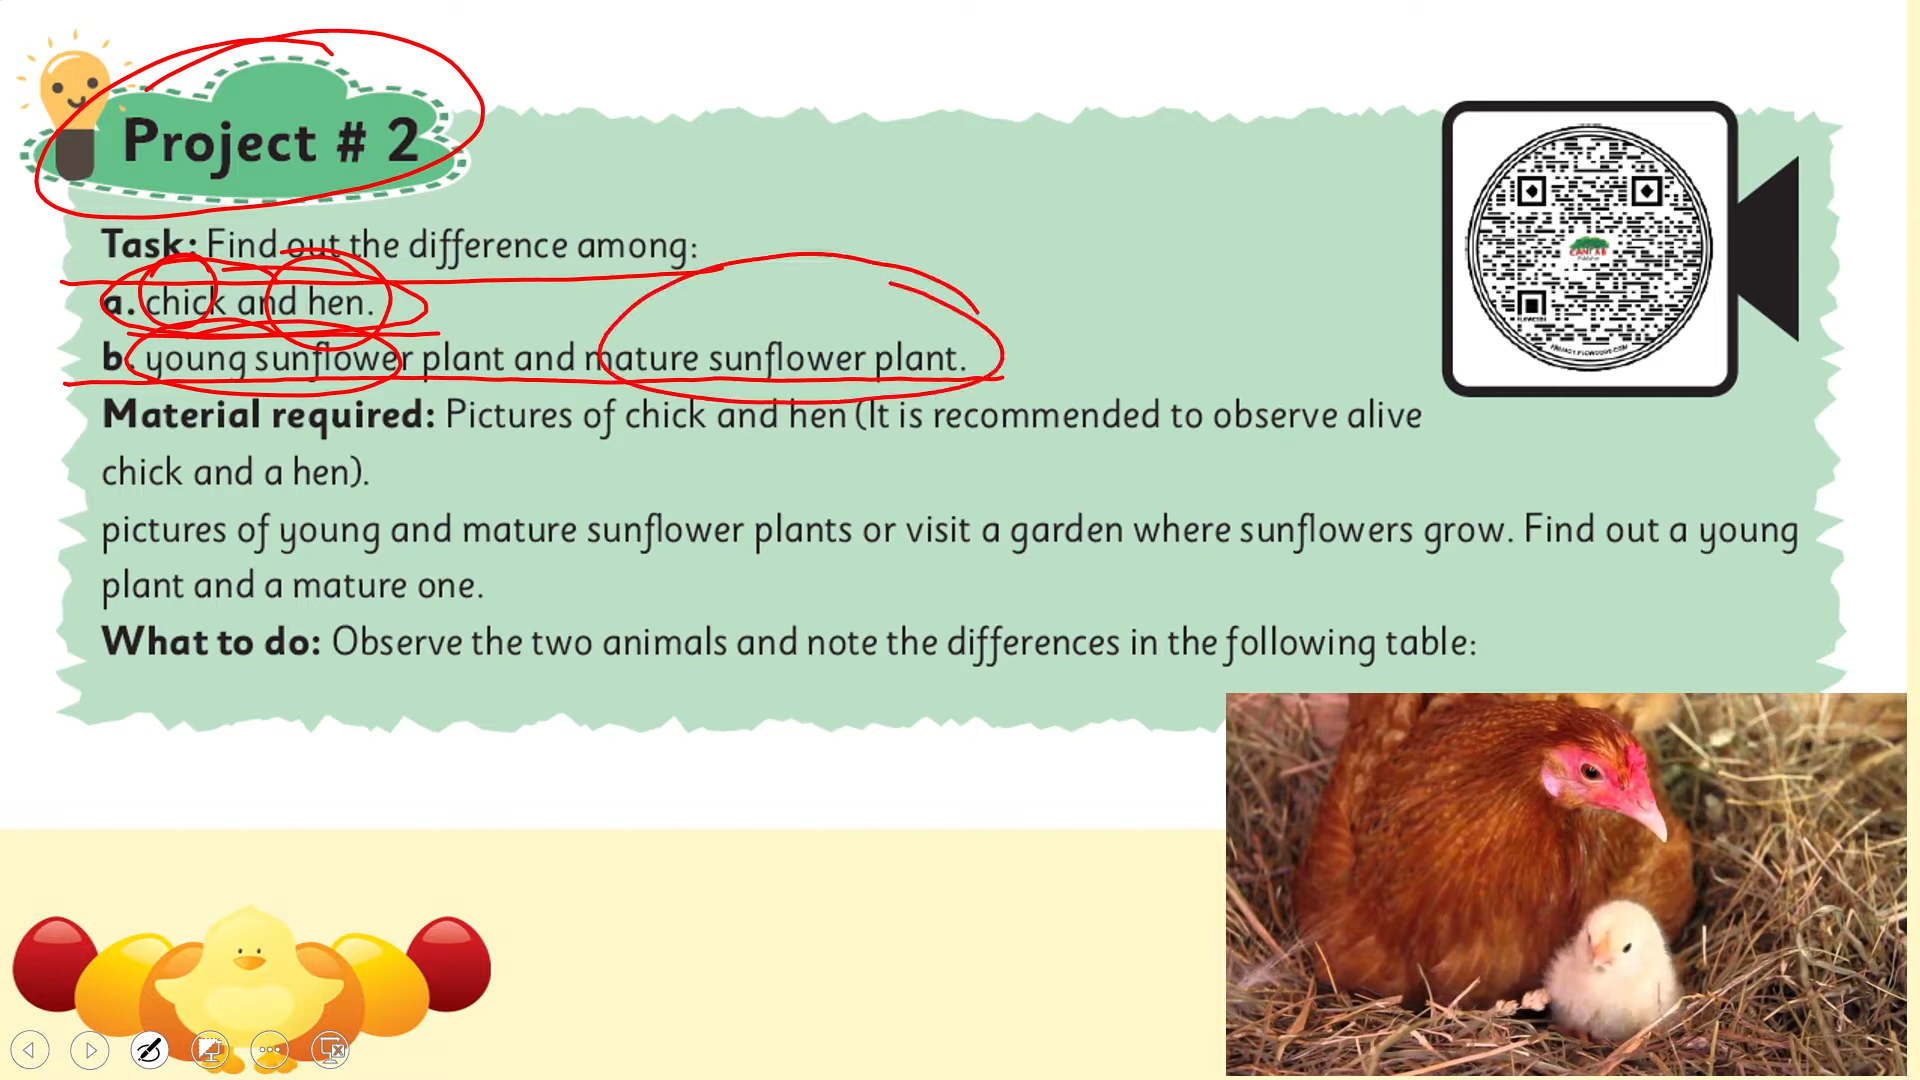 Project # 2
Task: Find out the difference among:
a. chick and hen.
b. young sunflower plant and mature sunflower plant.
Material required: Pictures of chick and hen (It is recommended to observe alive
chick and a hen).
pictures of young and mature sunflower plants or visit a garden where sunflowers grow. Find out a young
plant and a mature one.
What to do: Observe the two animals and note the differences in the following table: